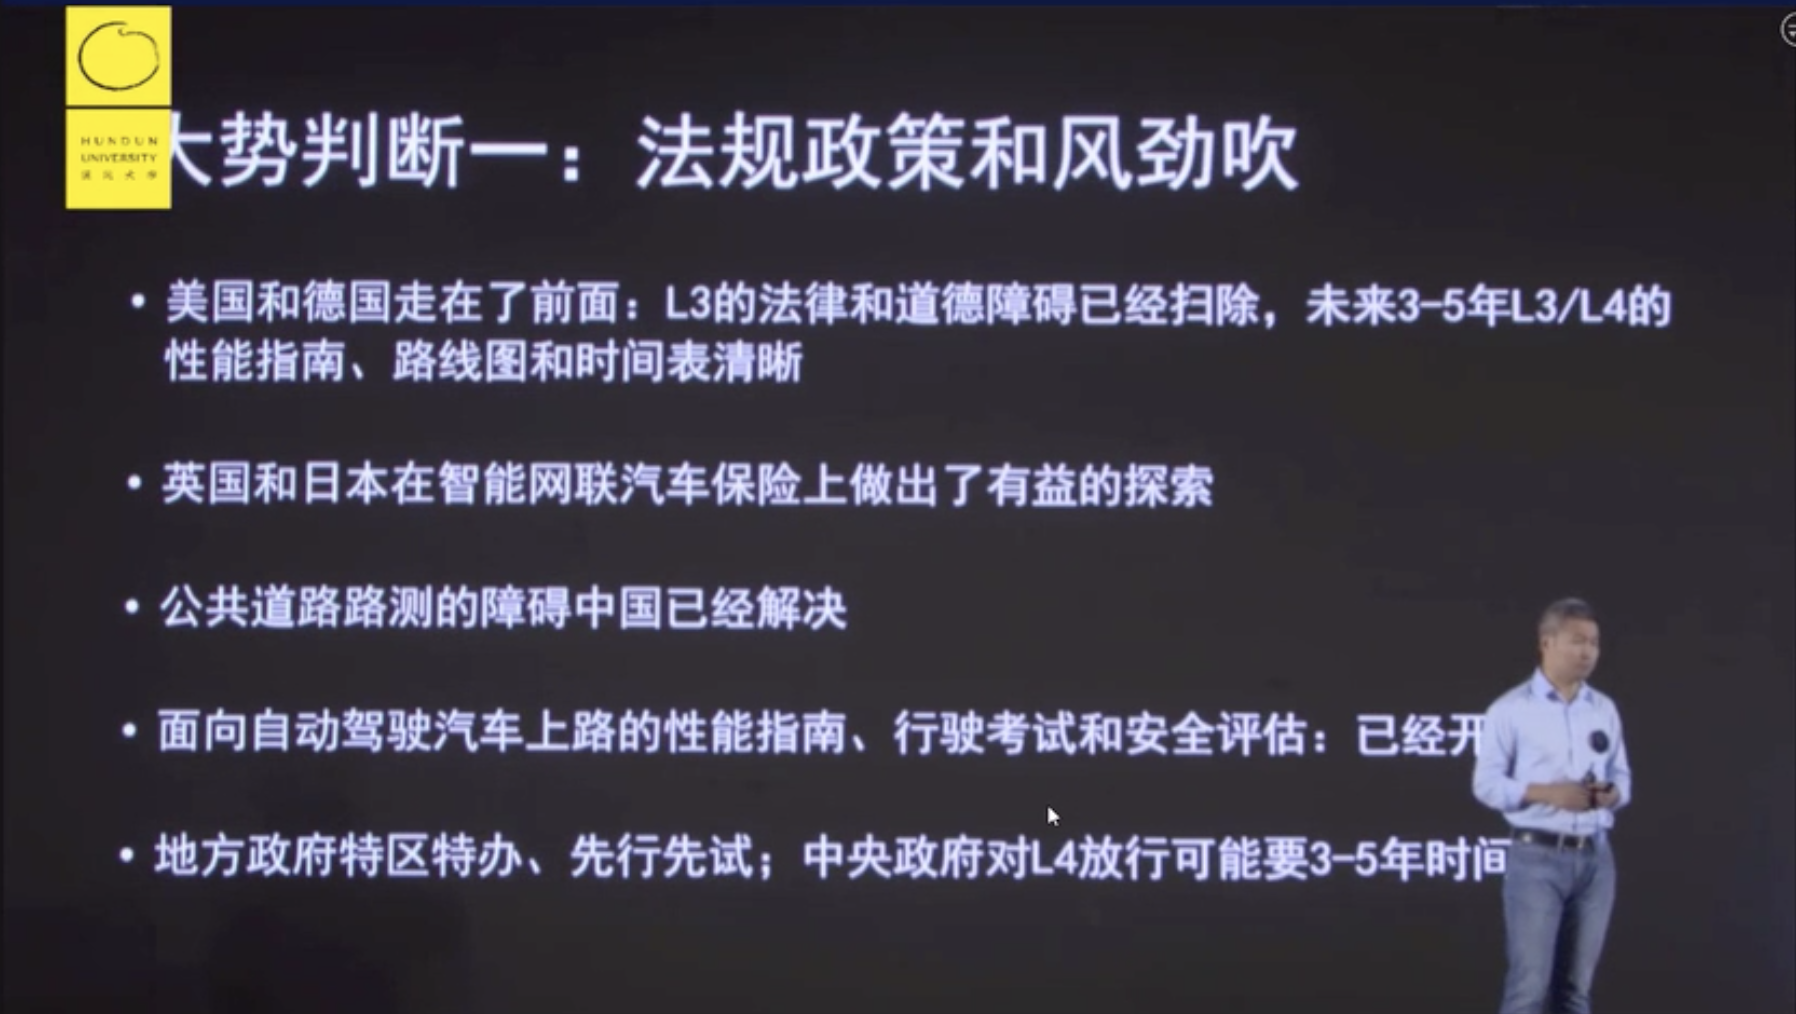 HUNDUN
UNIVERSITY
混沌大学
大势判断一：法规政策和风劲吹
• 美国和德国走在了前面：L3的法律和道德障碍已经扫除，未来3-5年L3/L4的
性能指南、路线图和时间表清晰
• 英国和日本在智能网联汽车保险上做出了有益的探索
• 公共道路路测的障碍中国已经解决
• 面向自动驾驶汽车上路的性能指南、行驶考试和安全评估：已经开
• 地方政府特区特办、先行先试；中央政府对L4放行可能要3-5年时间